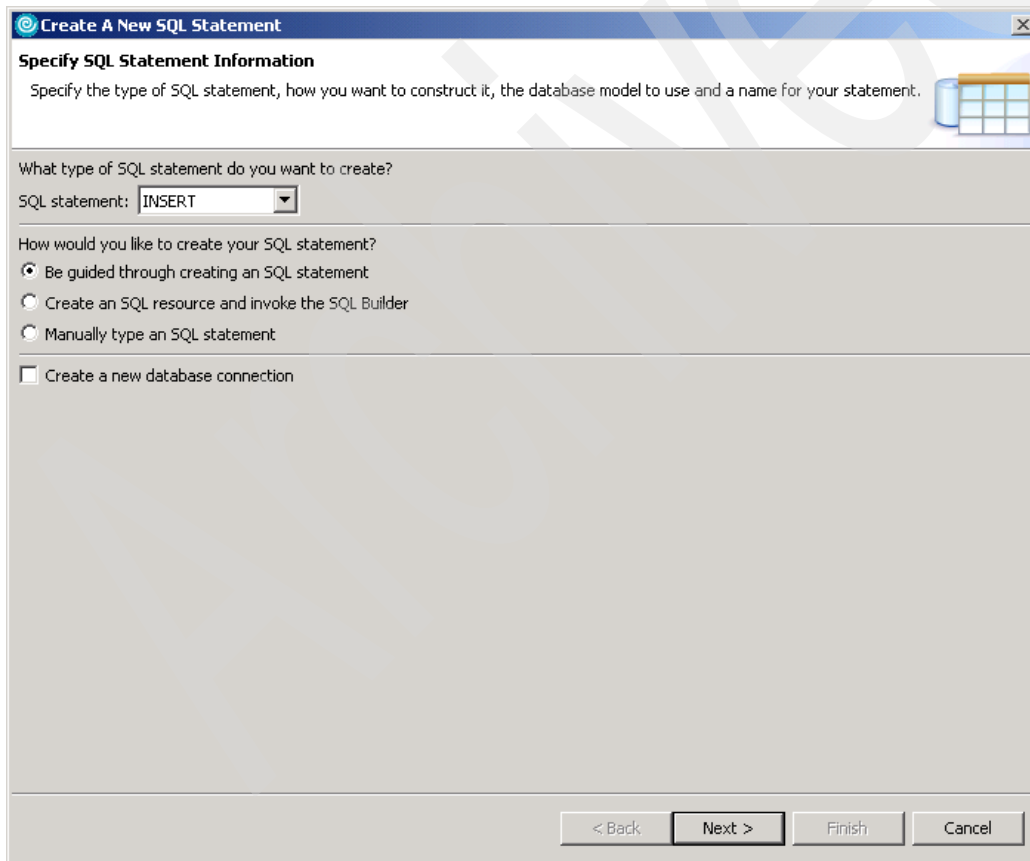 Create A New SQL Statement
Specify SQL Statement Information
Specify the type of SQL statement, how you want to construct it, the database model to use and a name for your statement.
What type of SQL statement do you want to create?
SQL statement: INSERT
How would you like to create your SQL statement?
Be guided through creating an SQL statement
Create an SQL resource and invoke the SQL Builder
Manually type an SQL statement
Create a new database connection
< Back Next > Finish Cancel